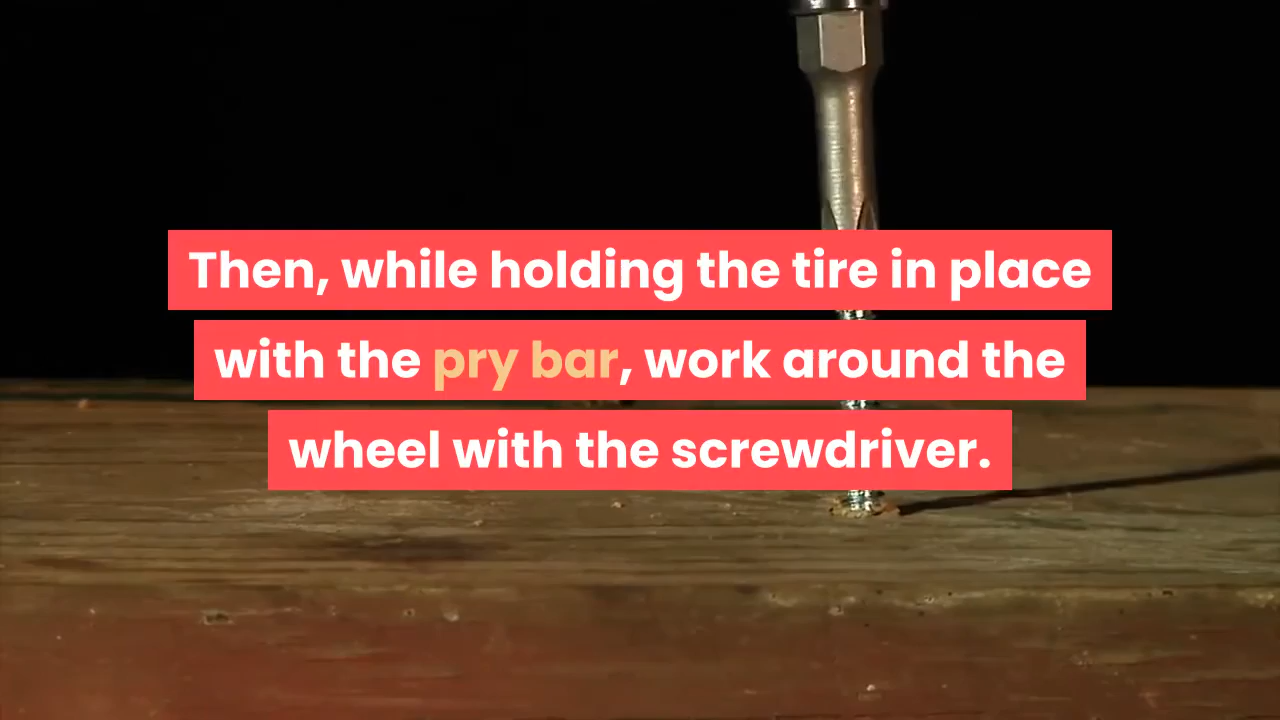 Then, while holding the tire in place
with the pry bar, work around the
wheel with the screwdriver.